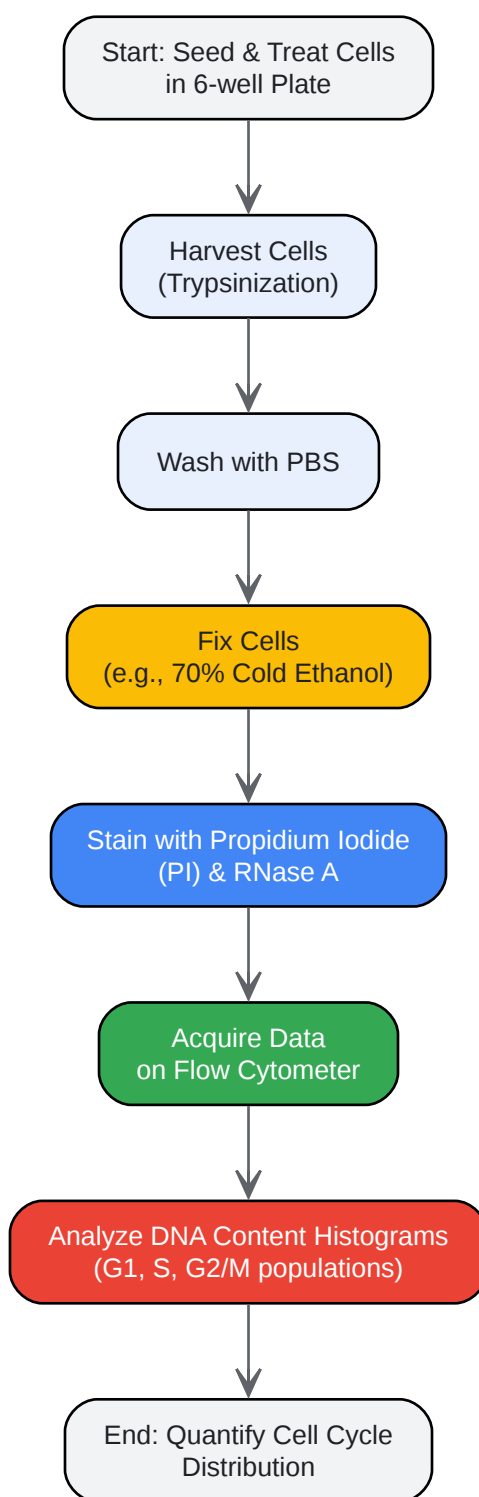 Start: Seed & Treat Cells
in 6-well Plate
Harvest Cells
(Trypsinization)
Wash with PBS
Fix Cells
(e.g., 70% Cold Ethanol)
Stain with Propidium Iodide
(PI) & RNase A
Acquire Data
on Flow Cytometer
Analyze DNA Content Histograms
(G1, S, G2/M populations)
End: Quantify Cell Cycle
Distribution